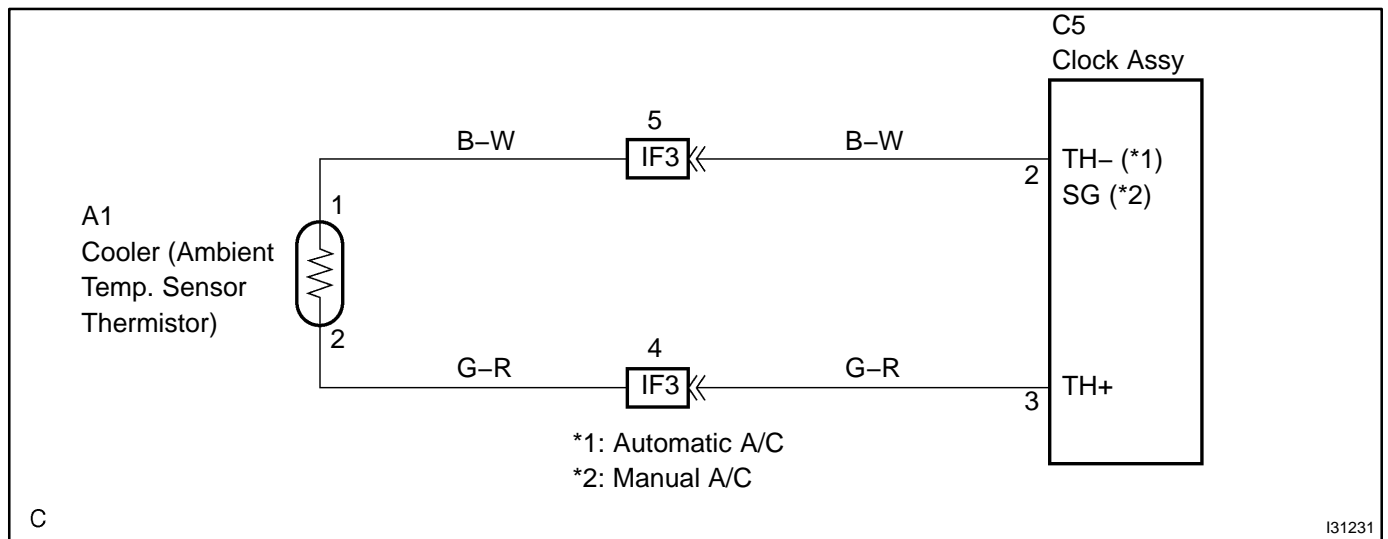 C5
Clock Assy
5
B−W
IF3
B−W
2
TH− (*1)
SG (*2)
A1
Cooler (Ambient
Temp. Sensor
Thermistor)
1
2
4
G−R
IF3
G−R
3
TH+
*1: Automatic A/C
*2: Manual A/C
C
I31231